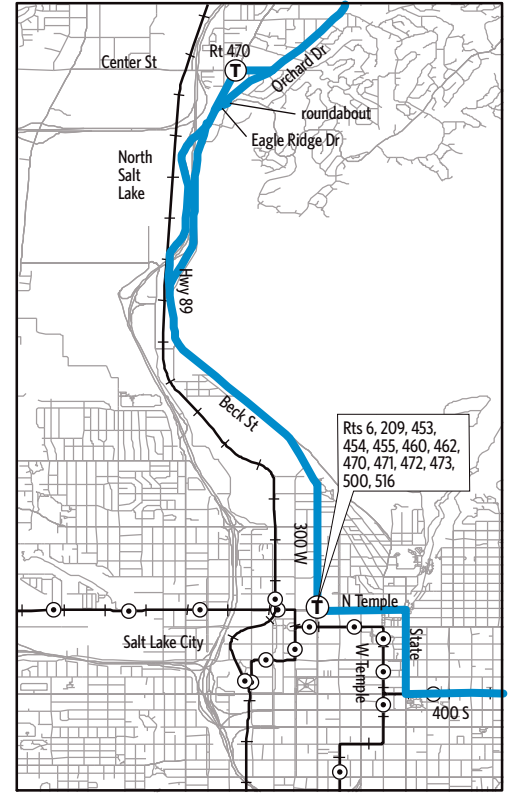 Rt 470
Center St
T
Orchard Dr
roundabout
Eagle Ridge Dr
North
Salt
Lake
Hwy 89
Beck St
Rts 6, 209, 453,
454, 455, 460, 462,
470, 471, 472, 473,
500, 516
300 W
T
N Temple
Salt Lake City
W Temple
State
400 S